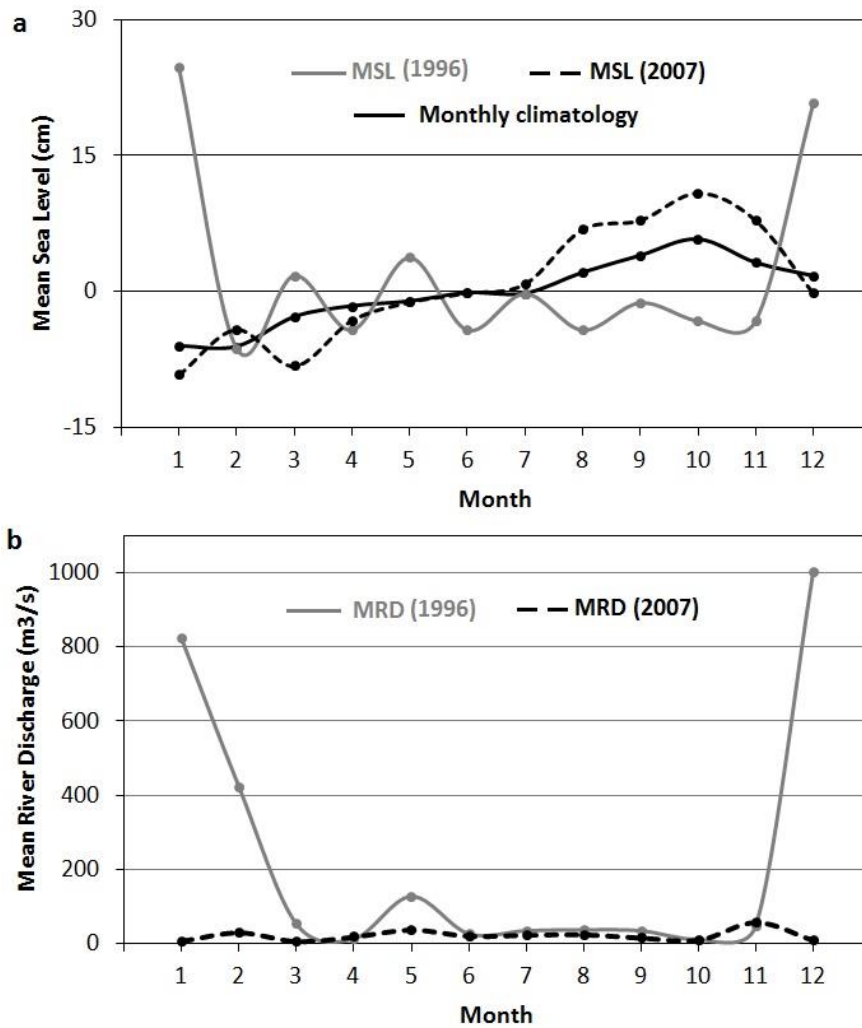 a
30
MSL (1996) MSL (2007)
Monthly climatology
15
0
-15
Mean Sea Level (cm)
1 2 3 4 5 6 7 8 9 10 11 12
Month
b
1000
MRD (1996) MRD (2007)
800
600
400
200
0
Mean River Discharge (m3/s)
1 2 3 4 5 6 7 8 9 10 11 12
Month